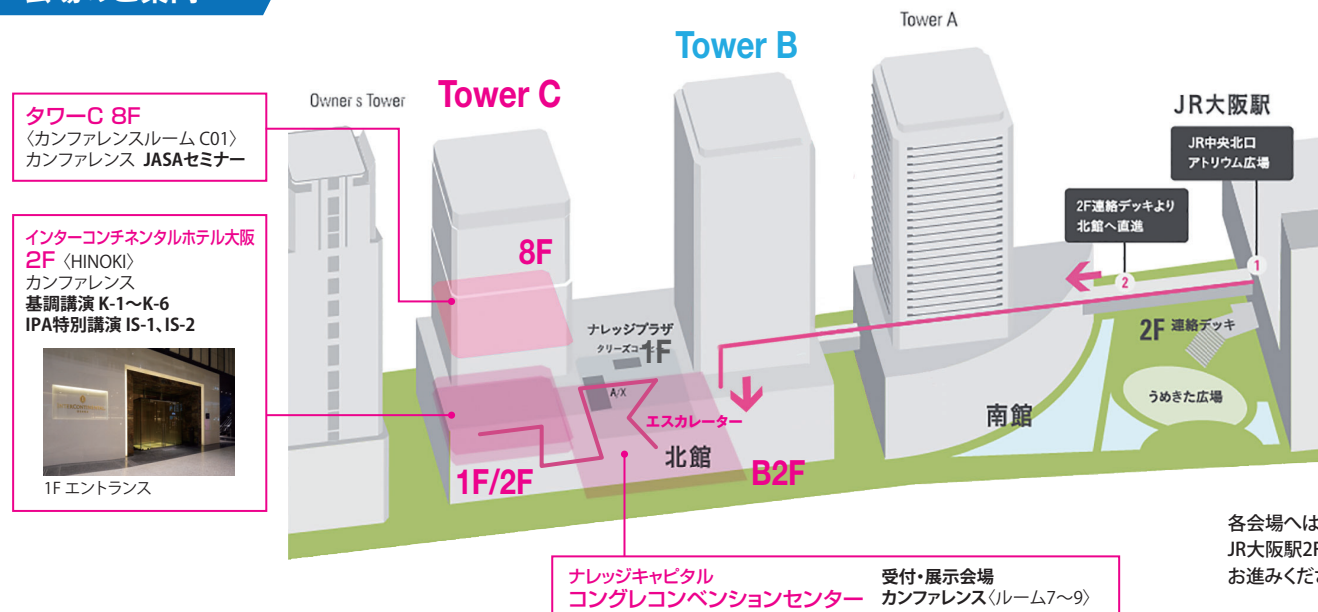 Tower A
Tower B
Tower C
Owner s Tower
JR大阪駅
JR中央北口
アトリウム広場
2F連絡デッキより
北館へ直進
1
2
タワーC 8F
〈カンファレンスルーム C01〉
カンファレンス JASAセミナー
インターコンチネンタルホテル大阪
2F〈HINOKI〉
カンファレンス
基調講演 K-1〜K-6
IPA特別講演 IS-1、IS-2
1F エントランス
8F
ナレッジプラザ
1F
A/X
エスカレーター
北館
1F/2F
B2F
南館
2F 連絡デッキ
うめきた広場
各会場へは
JR大阪駅2F
ナレッジキャピタル
コングレコンベンションセンター
受付・展示会場
カンファレンス〈ルーム7〜9〉